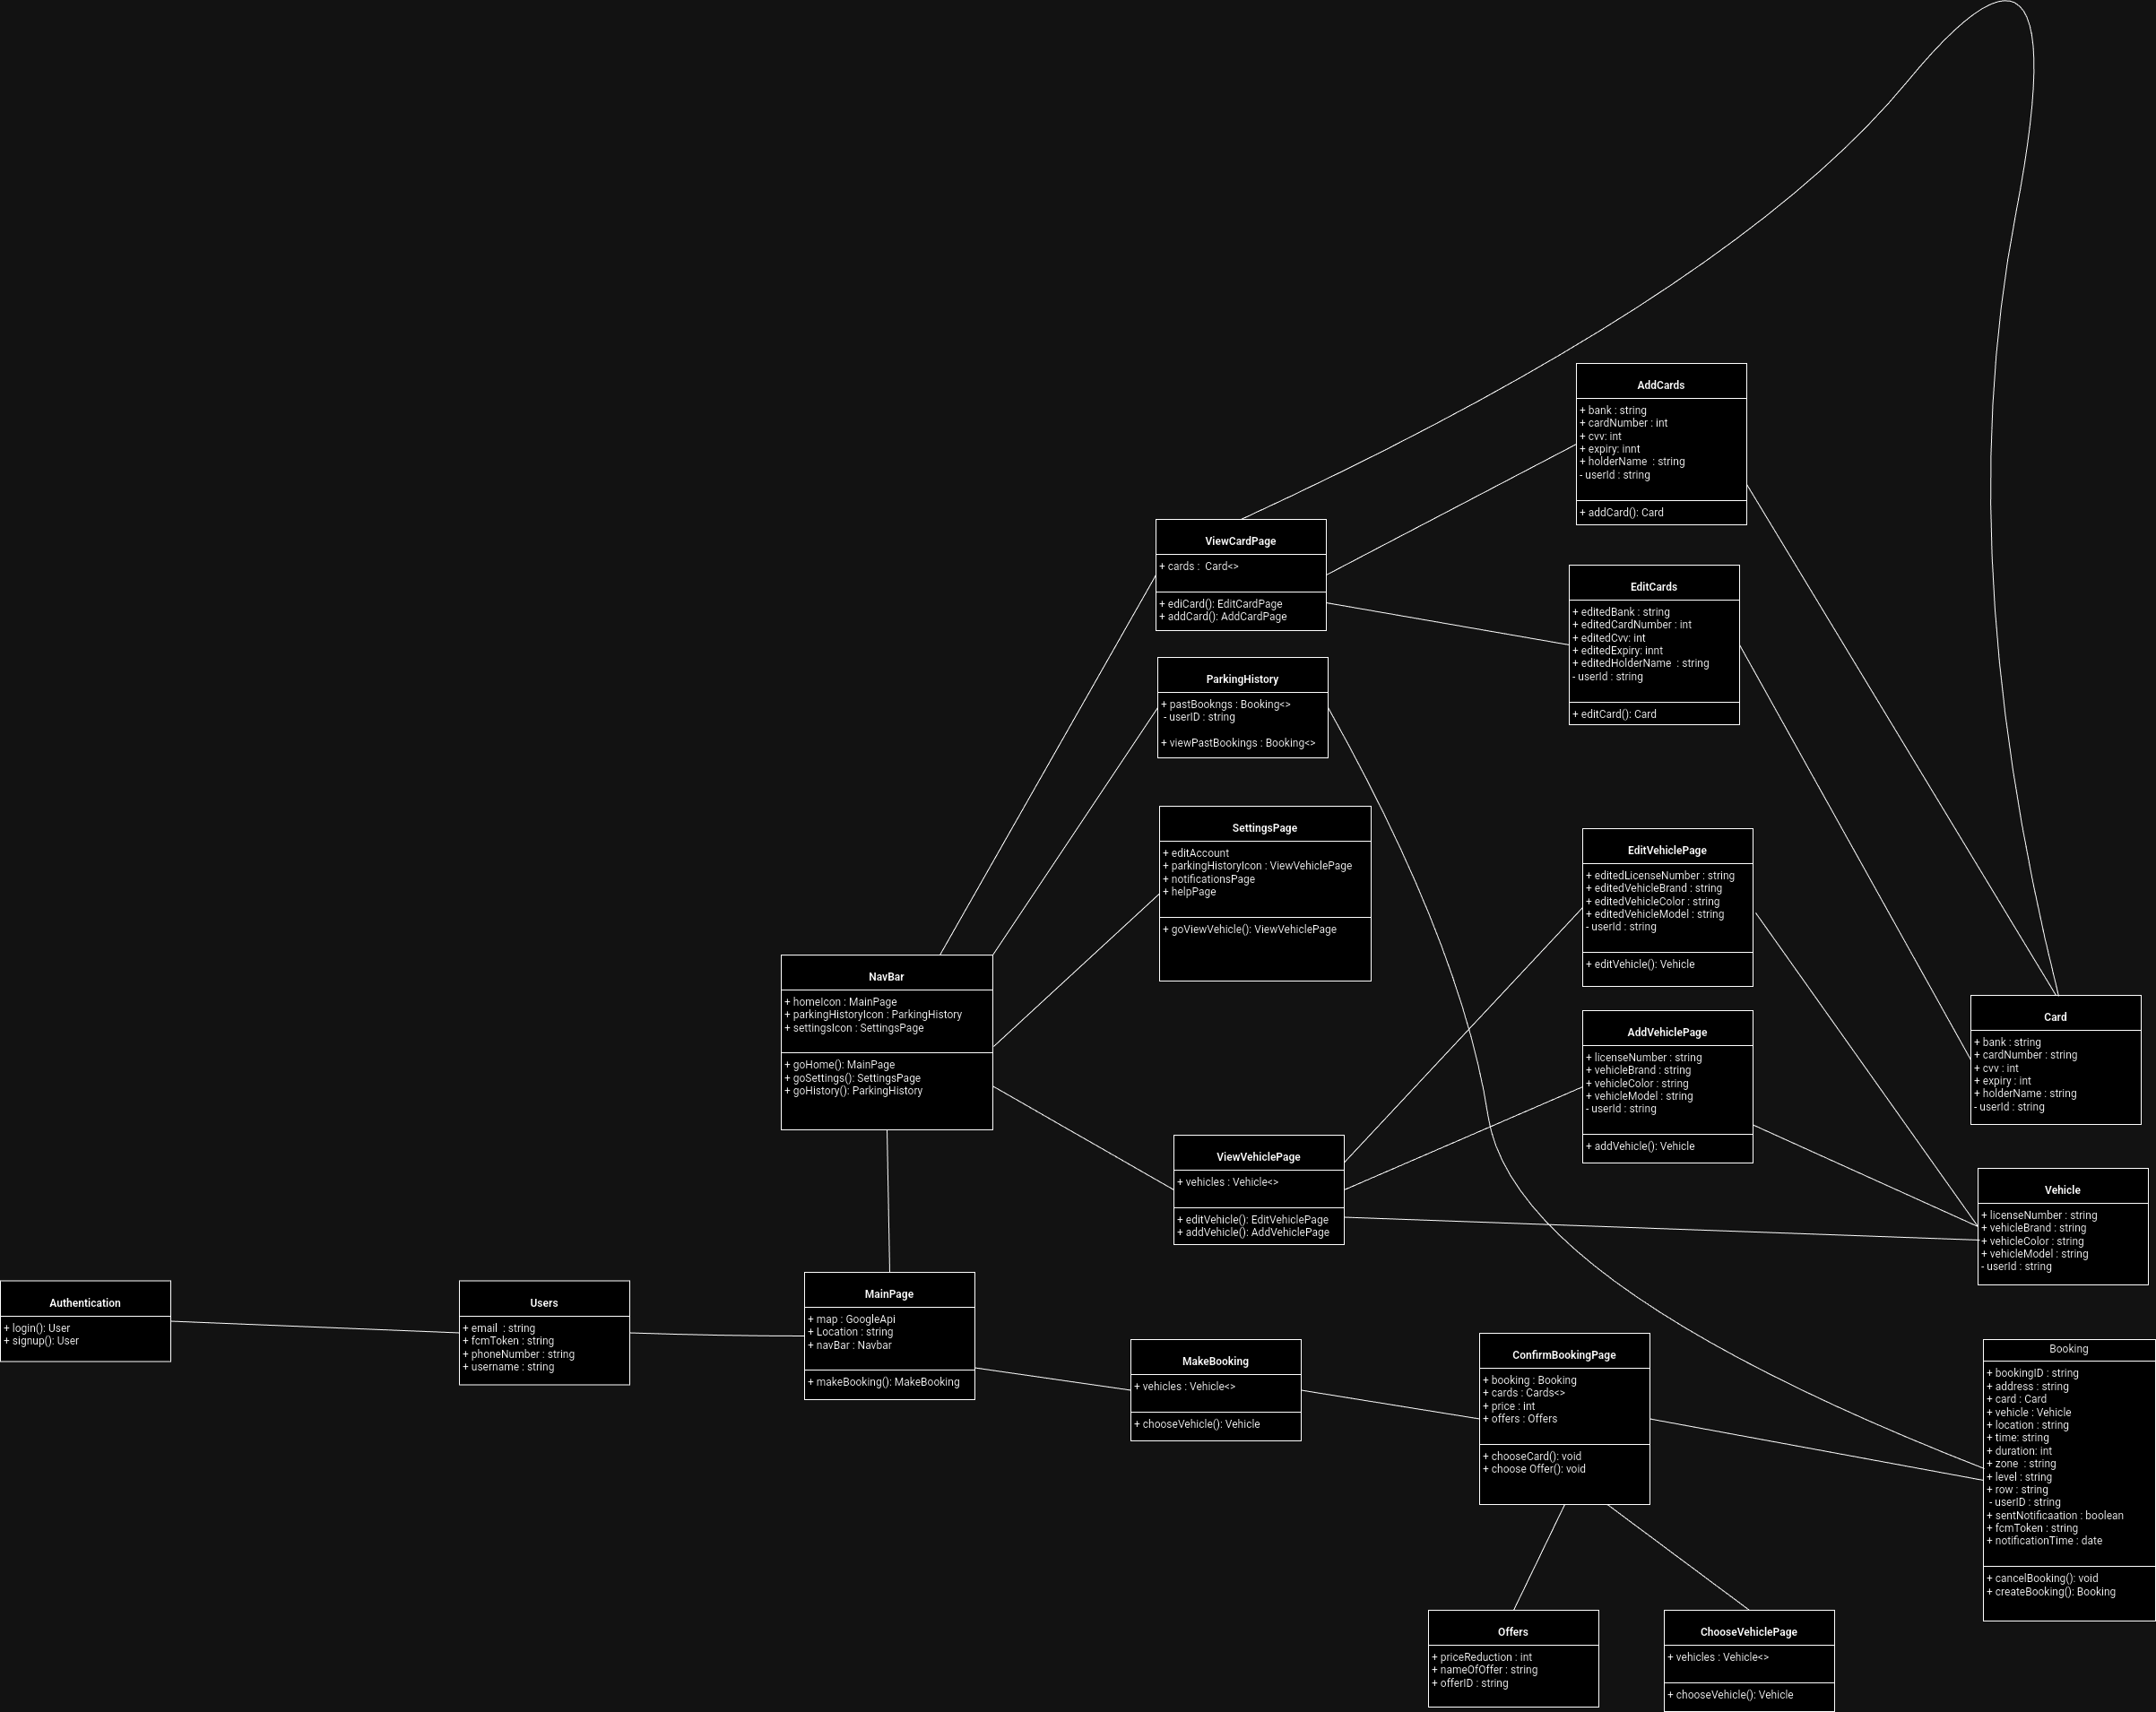 AddCards
+ bank : string
+ cardNumber : int
+ cvv: int
+ expiry: innt
+ holderName  : string
- userId : string
+ addCard(): Card
ViewCardPage
+ cards :  Card<>
+ ediCard(): EditCardPage
+ addCard(): AddCardPage
EditCards
+ editedBank : string
+ editedCardNumber : int
+ editedCvv: int
+ editedExpiry: innt
+ editedHolderName  : string
- userId : string
+ editCard(): Card
ParkingHistory
+ pastBookngs : Booking<>
- userID : string
+ viewPastBookings : Booking<>
SettingsPage
+ editAccount
+ parkingHistoryIcon : ViewVehiclePage
+ notificationsPage
+ helpPage
+ goViewVehicle(): ViewVehiclePage
EditVehiclePage
+ editedLicenseNumber : string
+ editedVehicleBrand : string
+ editedVehicleColor : string
+ editedVehicleModel : string
- userId : string
+ editVehicle(): Vehicle
NavBar
+ homeIcon : MainPage
+ parkingHistoryIcon : ParkingHistory
+ settingsIcon : SettingsPage
+ goHome(): MainPage
+ goSettings(): SettingsPage
+ goHistory(): ParkingHistory
AddVehiclePage
+ licenseNumber : string
+ vehicleBrand : string
+ vehicleColor : string
+ vehicleModel : string
- userId : string
+ addVehicle(): Vehicle
Card
+ bank : string
+ cardNumber : string
+ cvv : int
+ expiry : int
+ holderName : string
- userId : string
ViewVehiclePage
+ vehicles : Vehicle<>
+ editVehicle(): EditVehiclePage
+ addVehicle(): AddVehiclePage
Vehicle
+ licenseNumber : string
+ vehicleBrand : string
+ vehicleColor : string
+ vehicleModel : string
- userId : string
Authentication
+ login(): User
+ signup(): User
Users
+ email  : string
+ fcmToken : string
+ phoneNumber : string
+ username : string
MainPage
+ map : GoogleApi
+ Location : string
+ navBar : Navbar
+ makeBooking(): MakeBooking
MakeBooking
+ vehicles : Vehicle<>
+ chooseVehicle(): Vehicle
ConfirmBookingPage
+ booking : Booking
+ cards : Cards<>
+ price : int
+ offers : Offers
+ chooseCard(): void
+ choose Offer(): void
Booking
+ bookingID : string
+ address : string
+ card : Card
+ vehicle : Vehicle
+ location : string
+ time: string
+ duration: int
+ zone  : string
+ level : string
+ row : string
- userID : string
+ sentNotificaation : boolean
+ fcmToken : string
+ notificationTime : date
+ cancelBooking(): void
+ createBooking(): Booking
Offers
+ priceReduction : int
+ nameOfOffer : string
+ offerID : string
ChooseVehiclePage
+ vehicles : Vehicle<>
+ chooseVehicle(): Vehicle